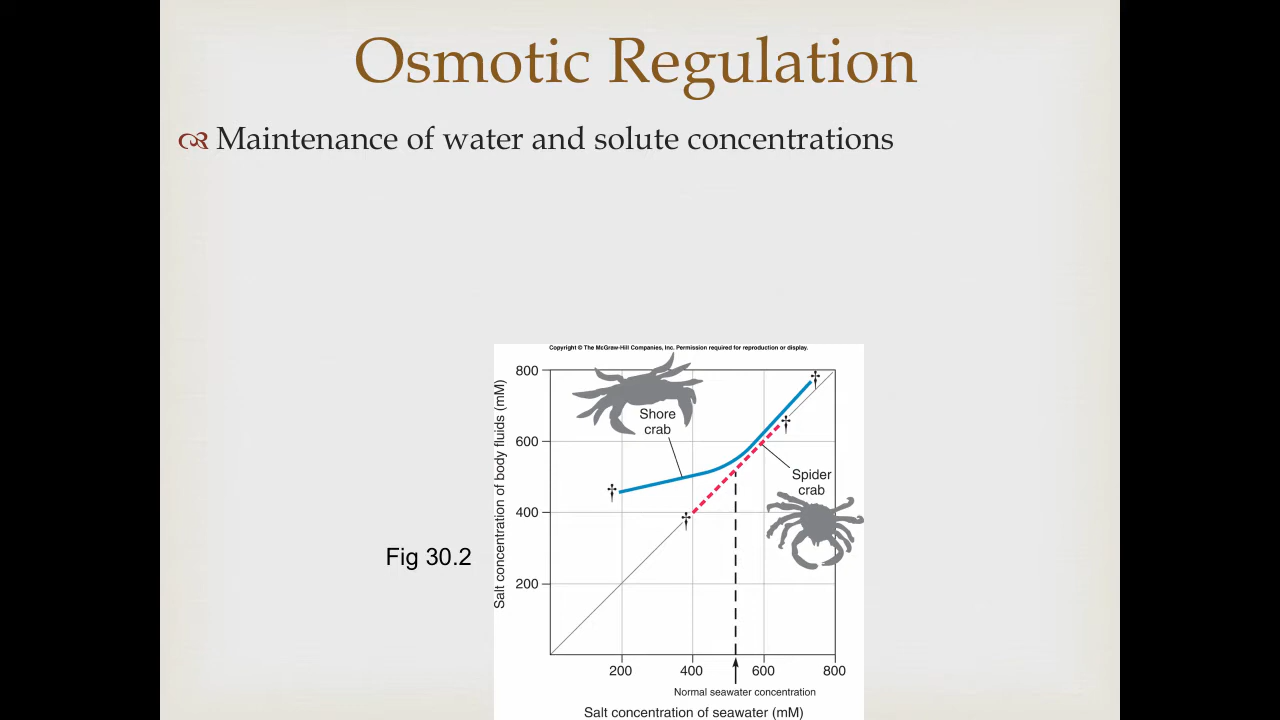 Osmotic Regulation
Maintenance of water and solute concentrations
Copyright © The McGraw-Hill Companies, Inc. Permission required for reproduction or display.
Salt concentration of body fluids (mM)
800
600
400
200
Shore
crab
†
†
†
†
Spider
crab
Fig 30.2
200 400 600 800
Normal seawater concentration
Salt concentration of seawater (mM)